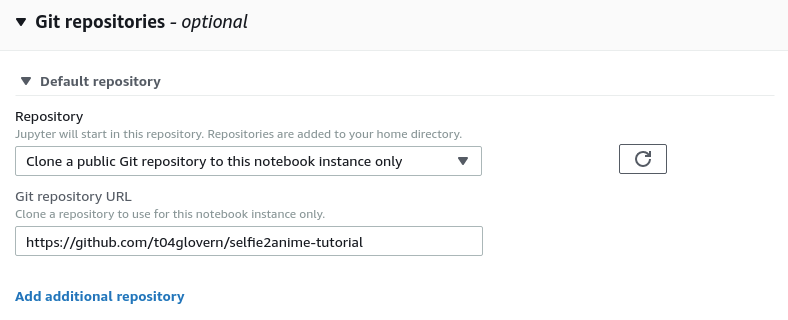 Git repositories - optional
Default repository
Repository
Jupyter will start in this repository. Repositories are added to your home directory.
Clone a public Git repository to this notebook instance only
Git repository URL
Clone a repository to use for this notebook instance only.
https://github.com/t04glovern/selfie2anime-tutorial
Add additional repository